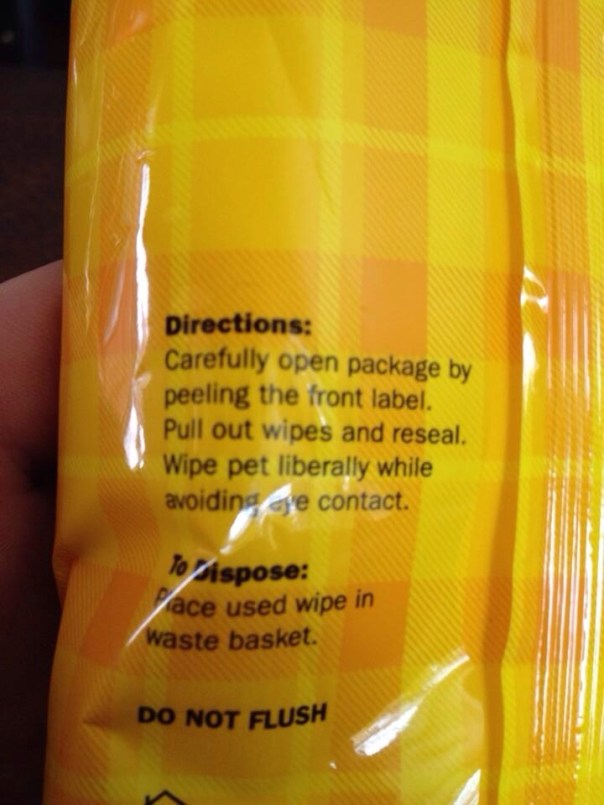 Directions:
Carefully open package by
peeling the front label.
Pull out wipes and reseal.
Wipe pet liberally while
avoiding eye contact.
To Dispose:
Place used wipe in
waste basket.
DO NOT FLUSH